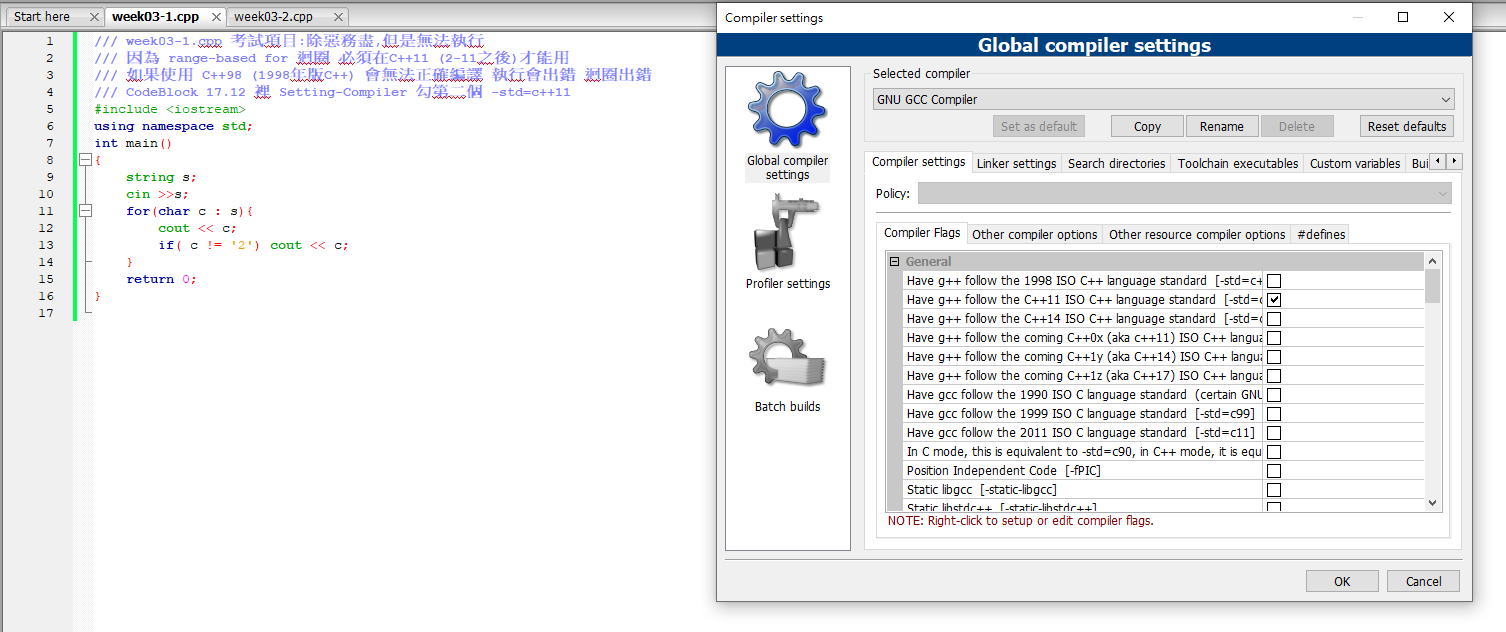 Start here
week03-1.cpp
week03-2.cpp
1 /// week03-1.cpp 考試項目:除惡務盡,但是無法執行
2 /// 因為 range-based for 迴圈 必須在C++11 (2-11之後)才能用
3 /// 如果使用 C++98 (1998年版C++) 會無法正確編譯 執行會出錯 迴圈出錯
4 /// CodeBlock 17.12 裡 Setting-Compiler 勾第二個 -std=c++11
5 #include <iostream>
6 using namespace std;
7 int main()
8 {
9 string s;
10 cin >>s;
11 for(char c : s){
12 cout << c;
13 if( c != '2') cout << c;
14 }
15 return 0;
16 }
17
Compiler settings
Global compiler settings
Global compiler
settings
Profiler settings
Batch builds
Selected compiler
GNU GCC Compiler
Set as default
Copy
Rename
Delete
Reset defaults
Compiler settings
Linker settings
Search directories
Toolchain executables
Custom variables
Bui
Policy:
Compiler Flags
Other compiler options
Other resource compiler options
#defines
General
Have g++ follow the 1998 ISO C++ language standard [-std=c+
Have g++ follow the C++11 ISO C++ language standard [-std=c
Have g++ follow the C++14 ISO C++ language standard [-std=c
Have g++ follow the coming C++0x (aka c++11) ISO C++ langua
Have g++ follow the coming C++1y (aka C++14) ISO C++ langua
Have g++ follow the coming C++1z (aka C++17) ISO C++ langua
Have gcc follow the 1990 ISO C language standard (certain GNU
Have gcc follow the 1999 ISO C language standard [-std=c99]
Have gcc follow the 2011 ISO C language standard [-std=c11]
In C mode, this is equivalent to -std=c90, in C++ mode, it is equ
Position Independent Code [-fPIC]
Static libgcc [-static-libgcc]
Static libstdc++ [-static-libstdc++]
NOTE: Right-click to setup or edit compiler flags.
OK
Cancel